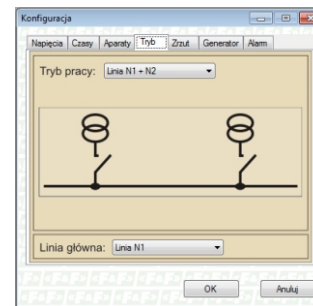 Konfiguracja
Napięcia Czasy Aparaty Tryb Zrzut Generator Alarm
Tryb pracy: Linia N1 + N2
Linia główna: Linia N1
OK Anuluj